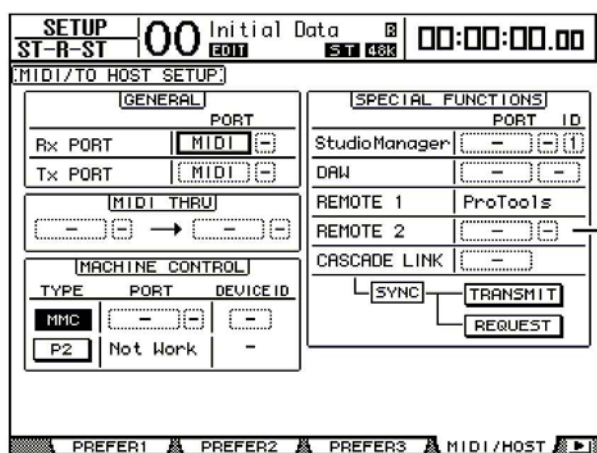 SETUP
ST-R-ST
00
Initial Data
EDIT
ST 48K
00:00:00.00
MIDI/TO HOST SETUP
GENERAL
PORT
Rx PORT MIDI -
Tx PORT MIDI -
MIDI THRU
- - → - -
MACHINE CONTROL
TYPE PORT DEVICE ID
MMC - - -
P2 Not Work -
SPECIAL FUNCTIONS
PORT ID
StudioManager - - 1
DAW - -
REMOTE 1 ProTools
REMOTE 2 - -
CASCADE LINK -
SYNC TRANSMIT
REQUEST
PREFER1 PREFER2 PREFER3 MIDI/HOST